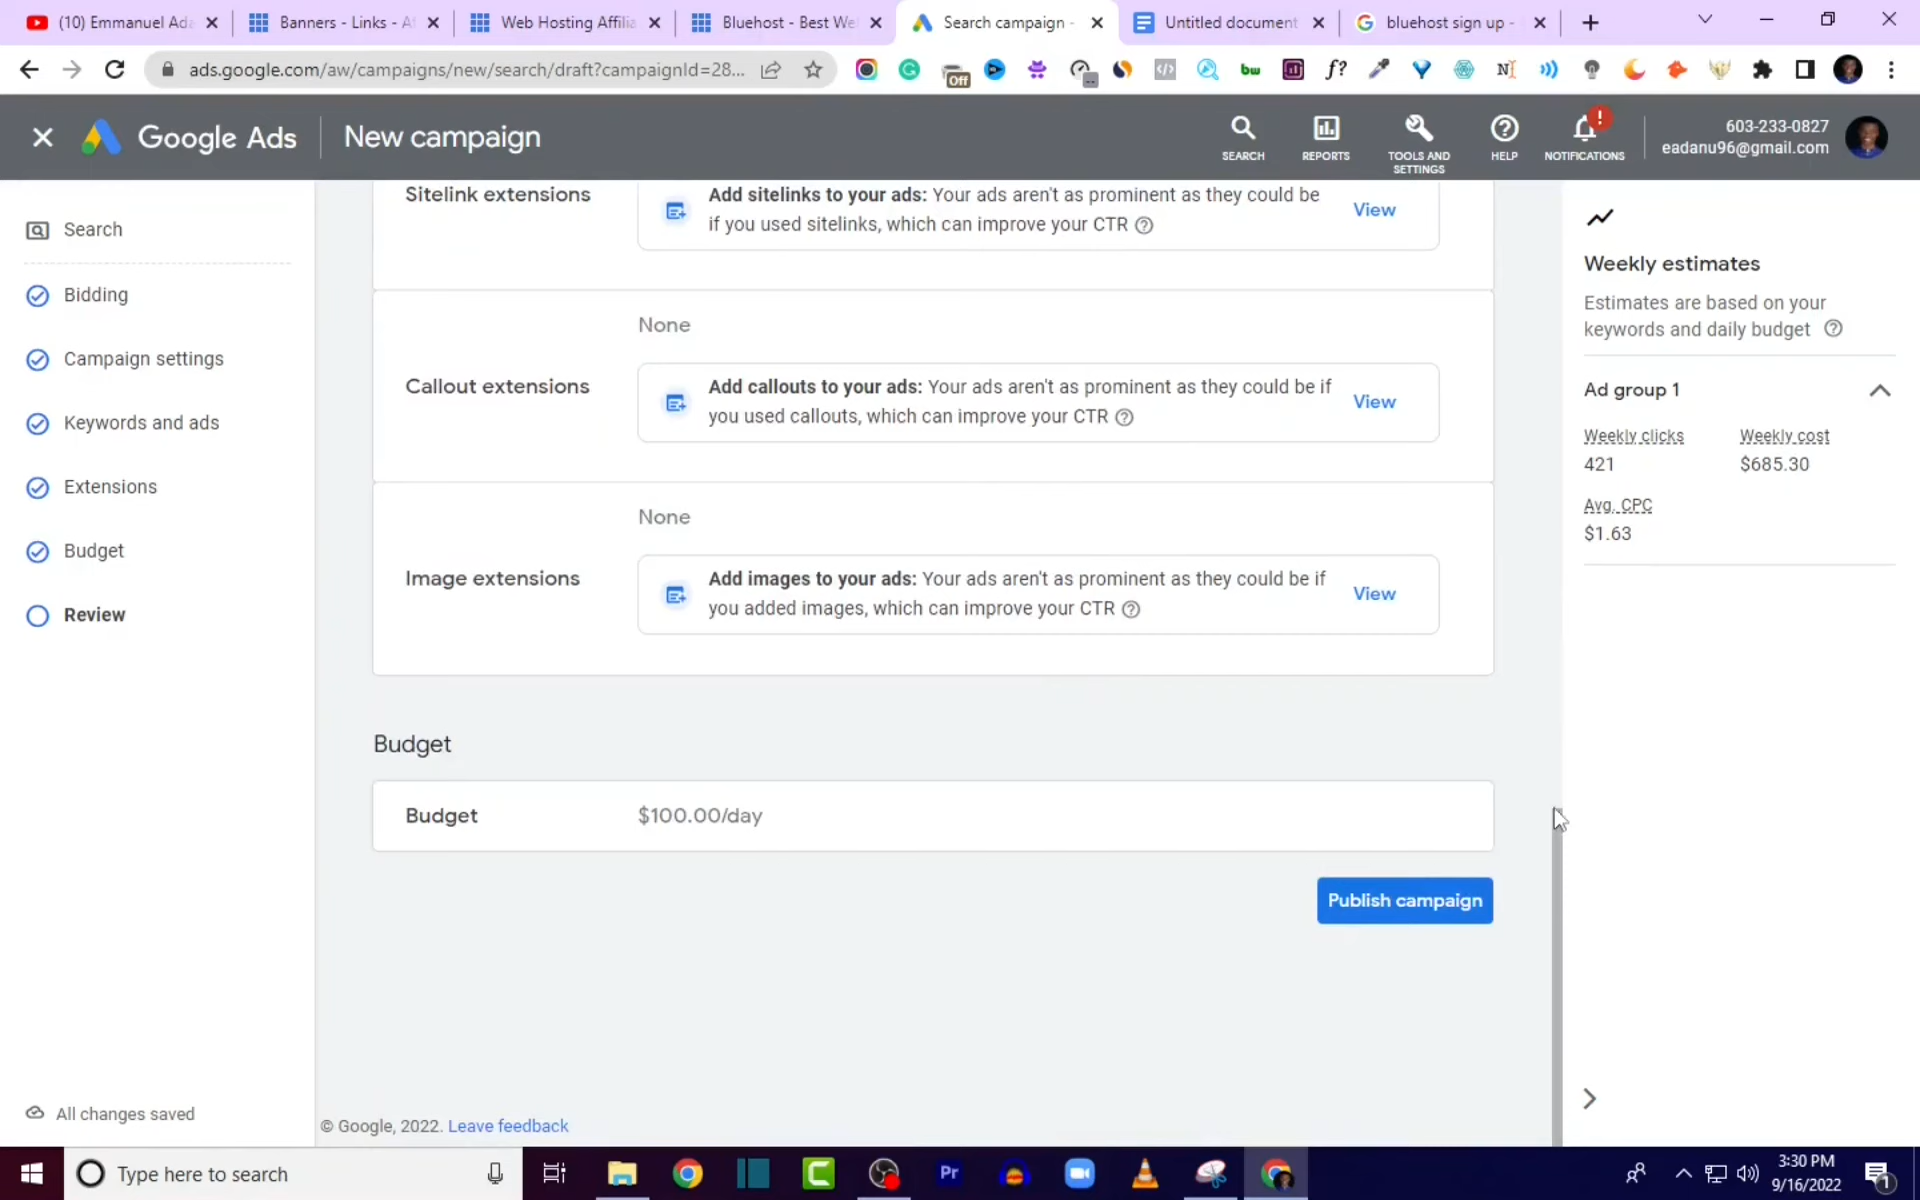 (10) Emmanuel Ada
Banners - Links - Af
Web Hosting Affilia
Bluehost - Best We
Search campaign -
Untitled document
bluehost sign up -
ads.google.com/aw/campaigns/new/search/draft?campaignId=28...
Off
bw
f?
Google Ads
New campaign
SEARCH
REPORTS
TOOLS AND
SETTINGS
HELP
NOTIFICATIONS
603-233-0827
eadanu96@gmail.com
Search
Bidding
Campaign settings
Keywords and ads
Extensions
Budget
Review
All changes saved
Sitelink extensions
Add sitelinks to your ads: Your ads aren't as prominent as they could be
if you used sitelinks, which can improve your CTR
View
None
Callout extensions
Add callouts to your ads: Your ads aren't as prominent as they could be if
you used callouts, which can improve your CTR
View
None
Image extensions
Add images to your ads: Your ads aren't as prominent as they could be if
you added images, which can improve your CTR
View
Budget
Budget
$100.00/day
Publish campaign
© Google, 2022. Leave feedback
Weekly estimates
Estimates are based on your
keywords and daily budget
Ad group 1
Weekly clicks
421
Weekly cost
$685.30
Avg. CPC
$1.63
Type here to search
Pr
3:30 PM
9/16/2022
1